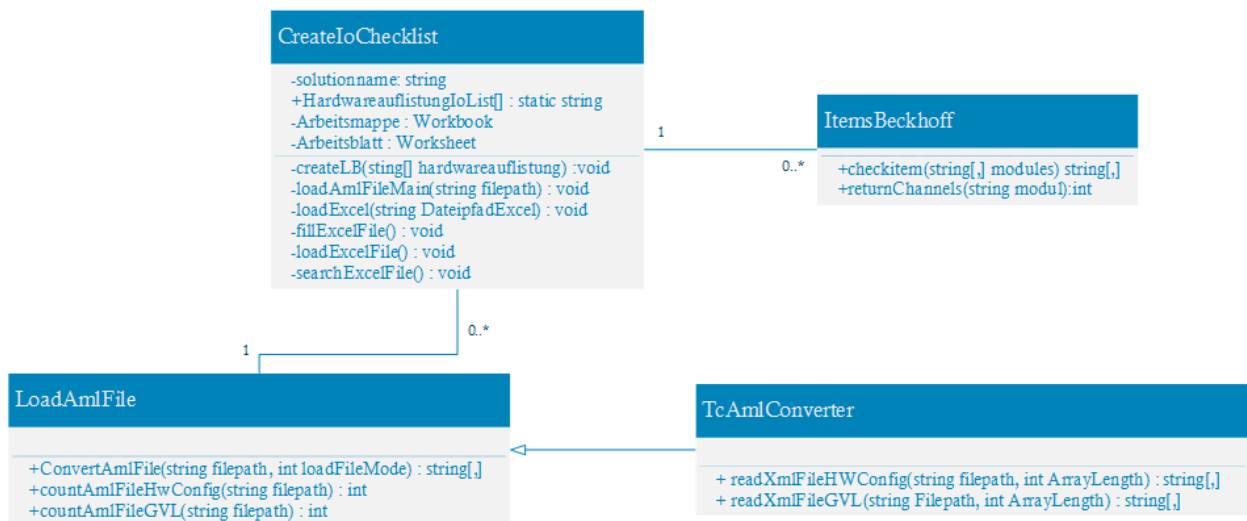 CreateIoChecklist
-solutionname: string
+HardwareauflistungIoList[] : static string
-Arbeitsmappe : Workbook
-Arbeitsblatt : Worksheet
-createLB(sting[] hardwareauflistung) :void
-loadAmlFileMain(string filepath) : void
-loadExcel(string DateipfadExcel) : void
-fillExcelFile() : void
-loadExcelFile() : void
-searchExcelFile() : void
1
0..*
ItemsBeckhoff
+checkitem(string[,] modules) string[,]
+returnChannels(string modul):int
0..*
1
LoadAmlFile
+ConvertAmlFile(string filepath, int loadFileMode) : string[,]
+countAmlFileHwConfig(string filepath) : int
+countAmlFileGVL(string filepath) : int
TcAmlConverter
+ readXmlFileHWConfig(string filepath, int ArrayLength) : string[,]
+ readXmlFileGVL(string Filepath, int ArrayLength) : string[,]